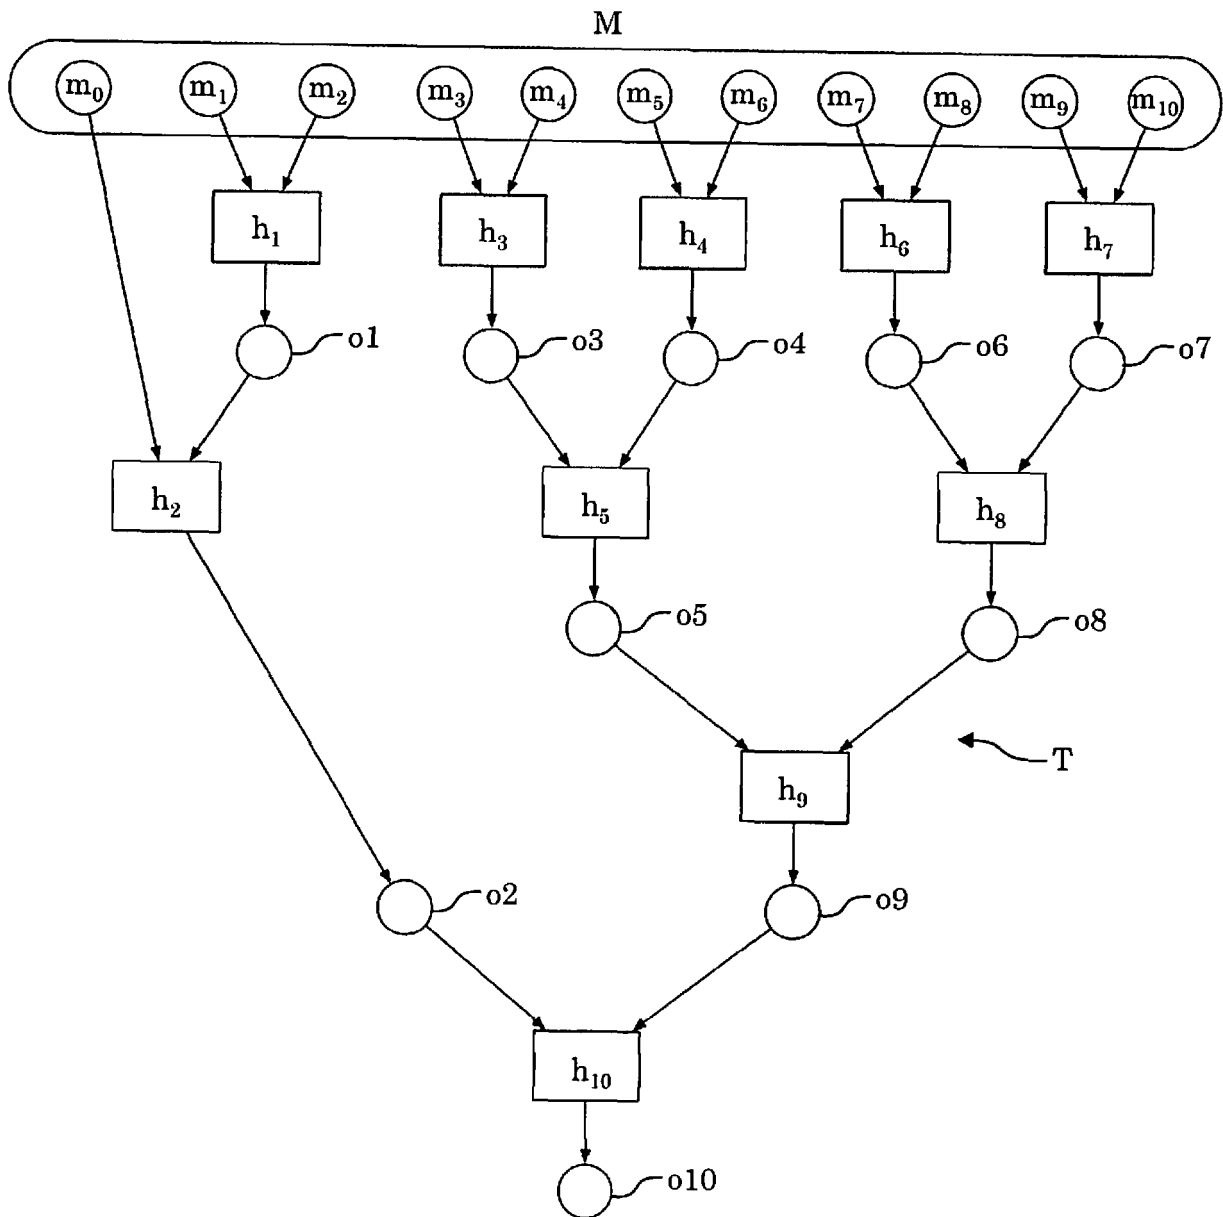 M
m₀ m₁ m₂ m₃ m₄ m₅ m₆ m₇ m₈ m₉ m₁₀
h₁ h₃ h₄ h₆ h₇
o1 o3 o4 o6 o7
h₂ h₅ h₈
o5 o8
T
h₉
o2 o9
h₁₀
o10